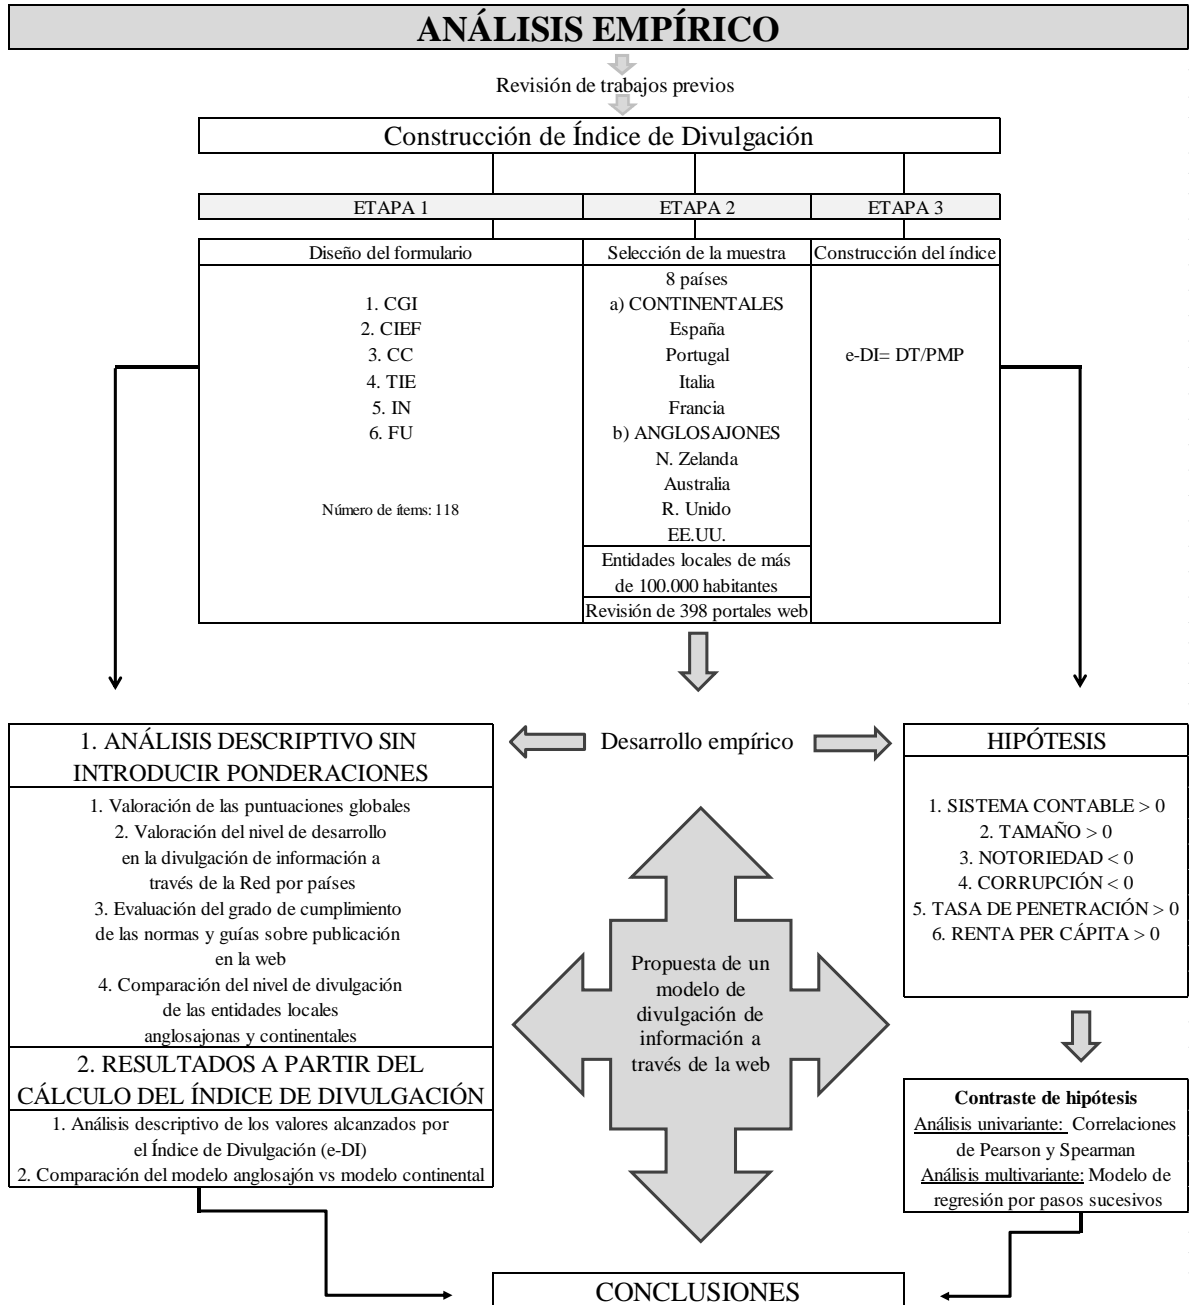 ANÁLISIS EMPÍRICO
Revisión de trabajos previos
Construcción de Índice de Divulgación
ETAPA 1
ETAPA 2
ETAPA 3
Diseño del formulario
1. CGI
2. CIEF
3. CC
4. TIE
5. IN
6. FU
Número de ítems: 118
Selección de la muestra
8 países
a) CONTINENTALES
España
Portugal
Italia
Francia
b) ANGLOSAJONES
N. Zelanda
Australia
R. Unido
EE.UU.
Entidades locales de más
de 100.000 habitantes
Revisión de 398 portales web
Construcción del índice
e-DI= DT/PMP
Desarrollo empírico
1. ANÁLISIS DESCRIPTIVO SIN
INTRODUCIR PONDERACIONES
1. Valoración de las puntuaciones globales
2. Valoración del nivel de desarrollo
en la divulgación de información a
través de la Red por países
3. Evaluación del grado de cumplimiento
de las normas y guías sobre publicación
en la web
4. Comparación del nivel de divulgación
de las entidades locales
anglosajonas y continentales
2. RESULTADOS A PARTIR DEL
CÁLCULO DEL ÍNDICE DE DIVULGACIÓN
1. Análisis descriptivo de los valores alcanzados por
el Índice de Divulgación (e-DI)
2. Comparación del modelo anglosajón vs modelo continental
Propuesta de un
modelo de
divulgación de
información a
través de la web
HIPÓTESIS
1. SISTEMA CONTABLE > 0
2. TAMAÑO > 0
3. NOTORIEDAD < 0
4. CORRUPCIÓN < 0
5. TASA DE PENETRACIÓN > 0
6. RENTA PER CÁPITA > 0
Contraste de hipótesis
Análisis univariante: Correlaciones
de Pearson y Spearman
Análisis multivariante: Modelo de
regresión por pasos sucesivos
CONCLUSIONES